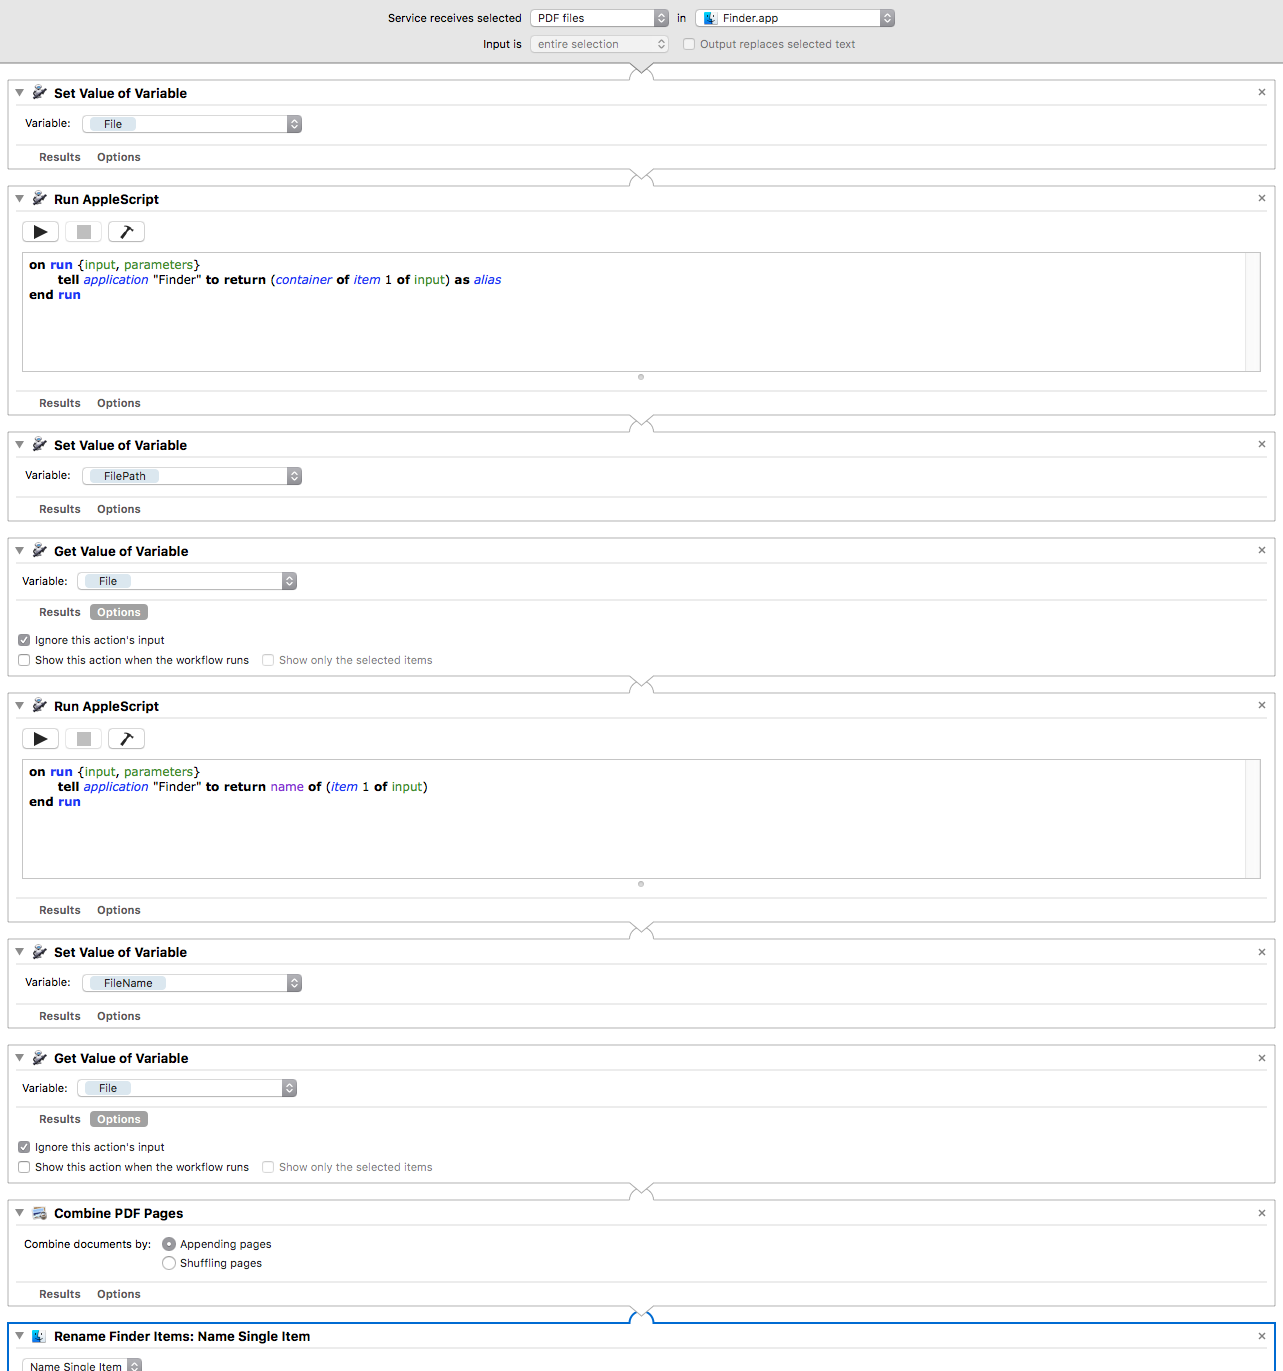 Service receives selected PDF files in Finder.app
Input is entire selection Output replaces selected text
Set Value of Variable
Variable: File
Results Options
Run AppleScript
on run {input, parameters}
tell application "Finder" to return (container of item 1 of input) as alias
end run
Results Options
Set Value of Variable
Variable: FilePath
Results Options
Get Value of Variable
Variable: File
Results Options
Ignore this action's input
Show this action when the workflow runs Show only the selected items
Run AppleScript
on run {input, parameters}
tell application "Finder" to return name of (item 1 of input)
end run
Results Options
Set Value of Variable
Variable: FileName
Results Options
Get Value of Variable
Variable: File
Results Options
Ignore this action's input
Show this action when the workflow runs Show only the selected items
Combine PDF Pages
Combine documents by: Appending pages
Shuffling pages
Results Options
Rename Finder Items: Name Single Item
Name Single Item